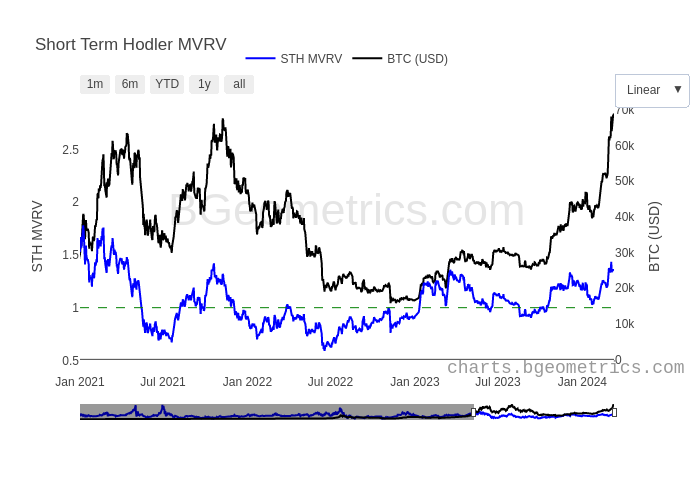 Short Term Hodler MVRV
STH MVRV BTC (USD)
1m 6m YTD 1y all
Linear ▼
70k
60k
50k
40k
30k
20k
10k
0
2.5
2
1.5
1
0.5
STH MVRV
BTC (USD)
BGeometrics.com
charts.bgeometrics.com
Jan 2021 Jul 2021 Jan 2022 Jul 2022 Jan 2023 Jul 2023 Jan 2024